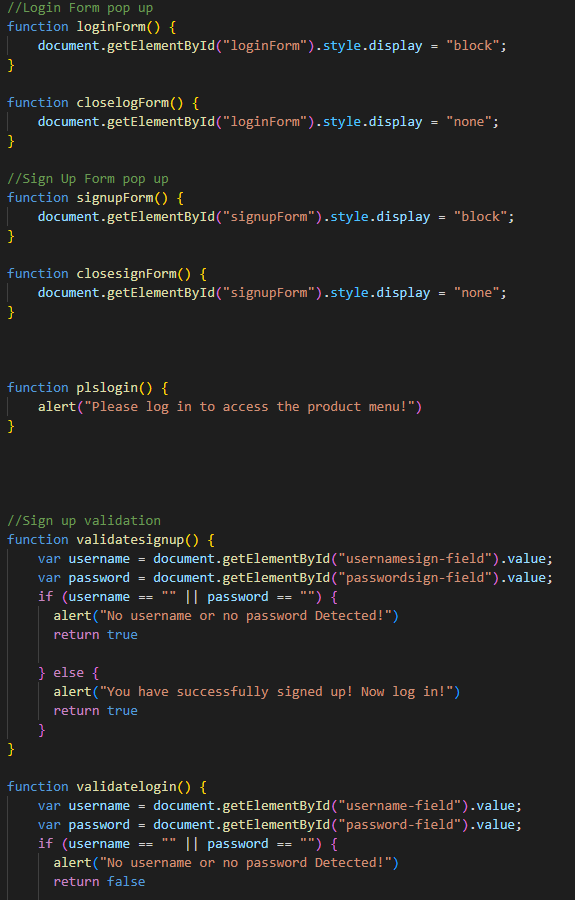 //Login Form pop up
function loginForm() {
document.getElementById("loginForm").style.display = "block";
}
function closelogForm() {
document.getElementById("loginForm").style.display = "none";
}
//Sign Up Form pop up
function signupForm() {
document.getElementById("signupForm").style.display = "block";
}
function closesignForm() {
document.getElementById("signupForm").style.display = "none";
}
function plslogin() {
alert("Please log in to access the product menu!")
}
//Sign up validation
function validatesignup() {
var username = document.getElementById("usernamesign-field").value;
var password = document.getElementById("passwordsign-field").value;
if (username == "" || password == "") {
alert("No username or no password Detected!")
return true
} else {
alert("You have successfully signed up! Now log in!")
return true
}
}
function validatelogin() {
var username = document.getElementById("username-field").value;
var password = document.getElementById("password-field").value;
if (username == "" || password == "") {
alert("No username or no password Detected!")
return false